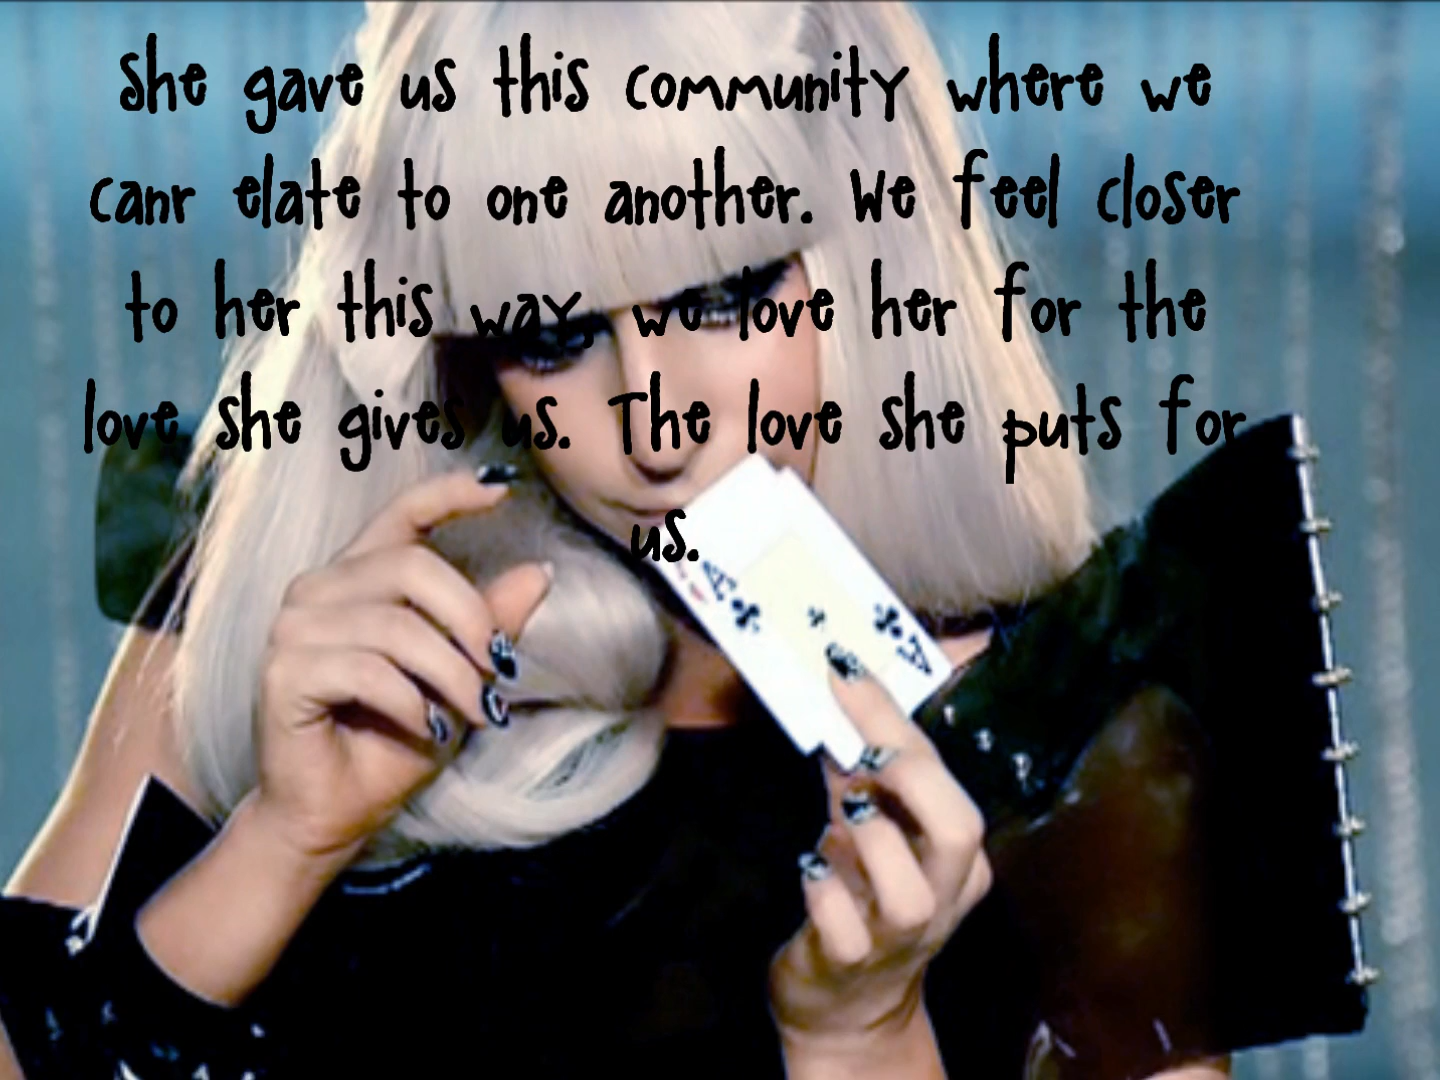 She gave us this community where we
canr elate to one another. We feel closer
to her this way, we love her for the
love she gives us. The love she puts for
us.
A
A